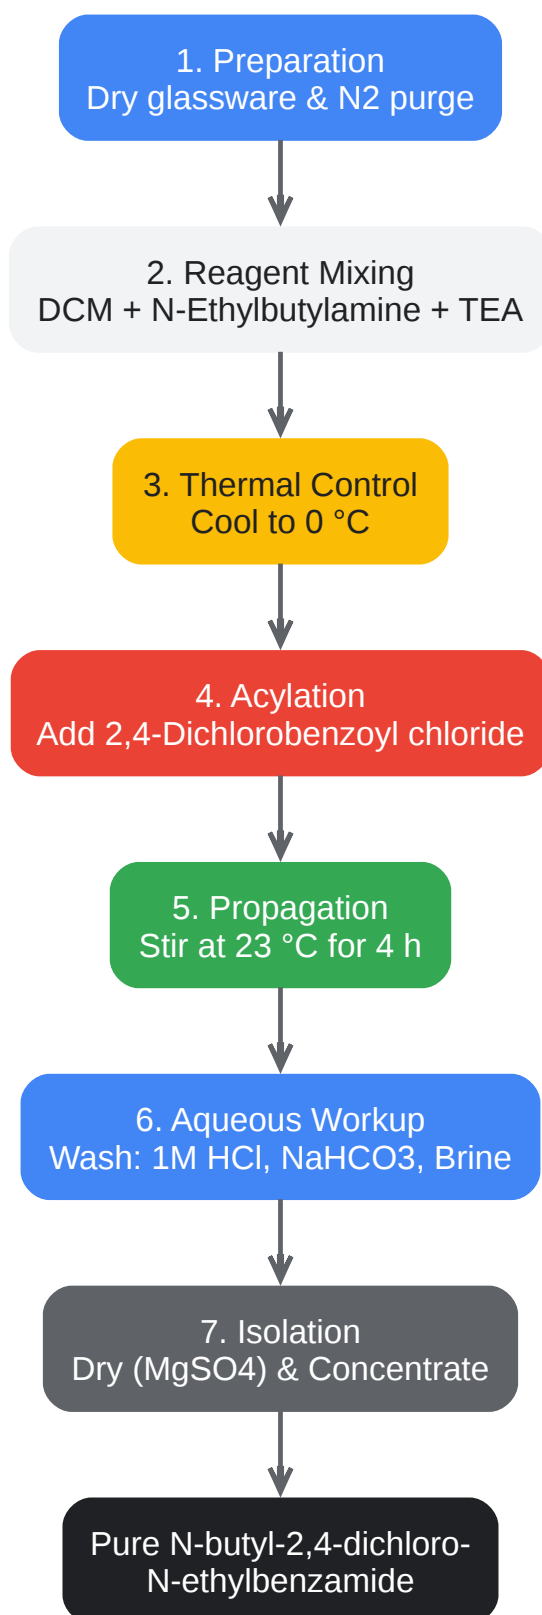 1. Preparation
Dry glassware & N2 purge
2. Reagent Mixing
DCM + N-Ethylbutylamine + TEA
3. Thermal Control
Cool to 0 °C
4. Acylation
Add 2,4-Dichlorobenzoyl chloride
5. Propagation
Stir at 23 °C for 4 h
6. Aqueous Workup
Wash: 1M HCl, NaHCO3, Brine
7. Isolation
Dry (MgSO4) & Concentrate
Pure N-butyl-2,4-dichloro-
N-ethylbenzamide